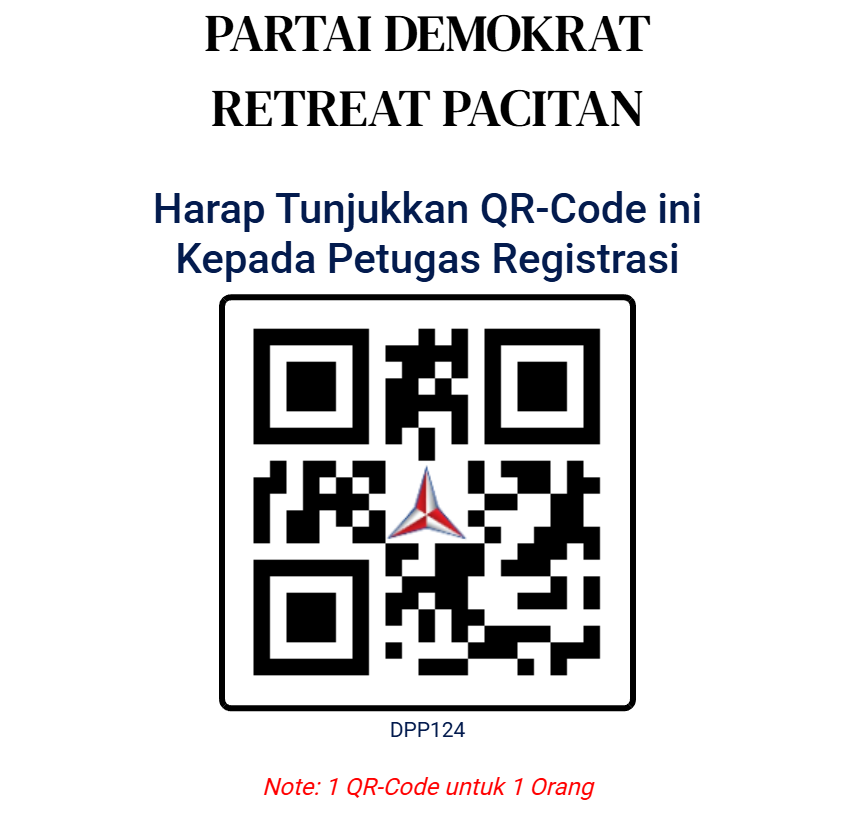 PARTAI DEMOKRAT
RETREAT PACITAN
Harap Tunjukkan QR-Code ini
Kepada Petugas Registrasi
DPP124
Note: 1 QR-Code untuk 1 Orang